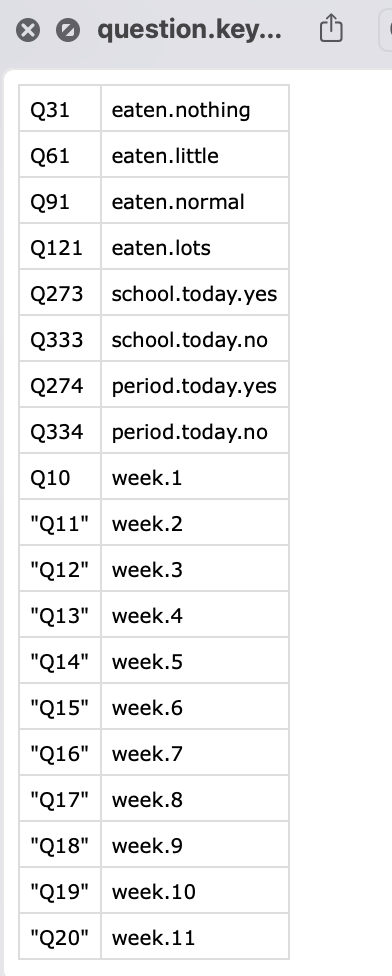 question.key...
Q31 eaten.nothing
Q61 eaten.little
Q91 eaten.normal
Q121 eaten.lots
Q273 school.today.yes
Q333 school.today.no
Q274 period.today.yes
Q334 period.today.no
Q10 week.1
"Q11" week.2
"Q12" week.3
"Q13" week.4
"Q14" week.5
"Q15" week.6
"Q16" week.7
"Q17" week.8
"Q18" week.9
"Q19" week.10
"Q20" week.11